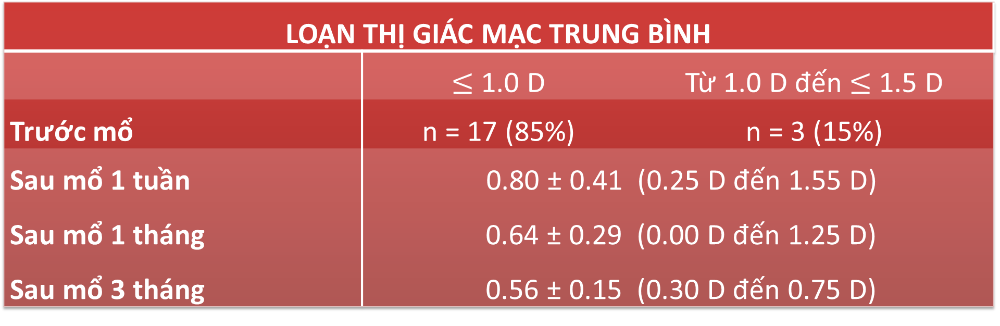 LOẠN THỊ GIÁC MẠC TRUNG BÌNH
≤ 1.0 D Từ 1.0 D đến ≤ 1.5 D
Trước mổ n = 17 (85%) n = 3 (15%)
Sau mổ 1 tuần 0.80 ± 0.41 (0.25 D đến 1.55 D)
Sau mổ 1 tháng 0.64 ± 0.29 (0.00 D đến 1.25 D)
Sau mổ 3 tháng 0.56 ± 0.15 (0.30 D đến 0.75 D)